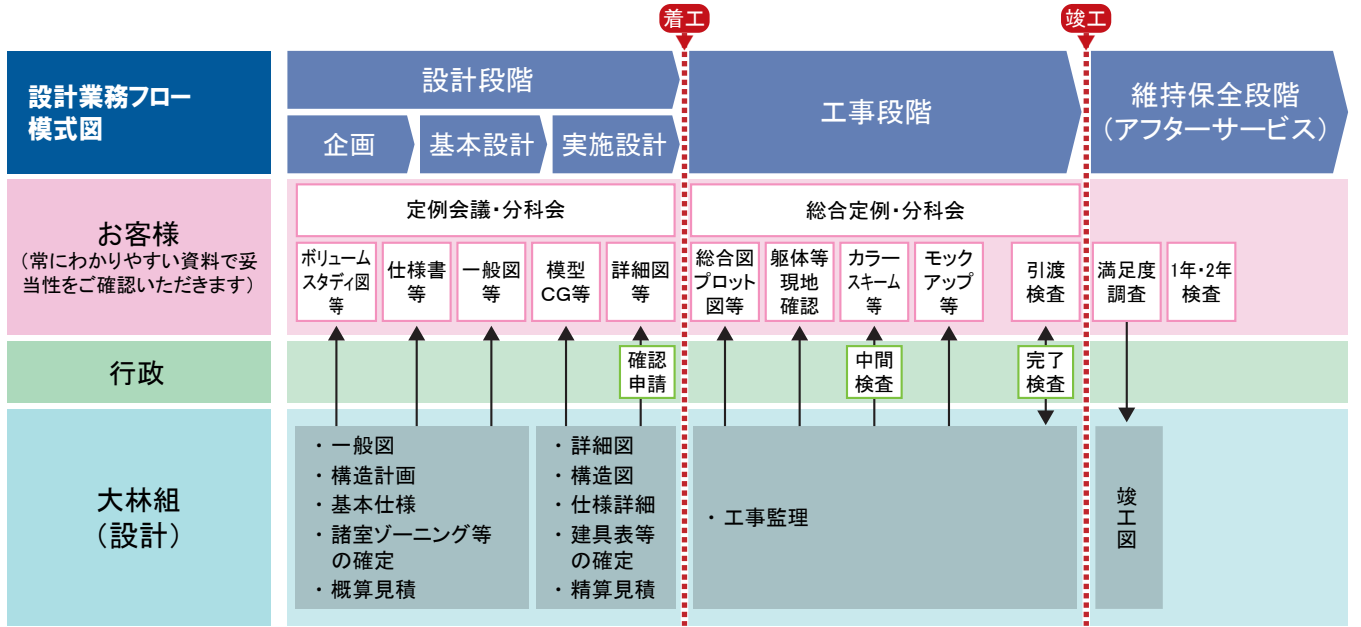 着工
竣工
設計業務フロー
模式図
設計段階
企画
基本設計
実施設計
工事段階
維持保全段階
（アフターサービス）
お客様
（常にわかりやすい資料で妥
当性をご確認いただきます）
定例会議・分科会
総合定例・分科会
ボリューム
スタディ図
等
仕様書
等
一般図
等
模型
CG等
詳細図
等
総合図
プロット
図等
躯体等
現地
確認
カラー
スキーム
等
モック
アップ
等
引渡
検査
満足度
調査
1年・2年
検査
行政
確認
申請
中間
検査
完了
検査
大林組
（設計）
・一般図
・構造計画
・基本仕様
・諸室ゾーニング等
の確定
・概算見積
・詳細図
・構造図
・仕様詳細
・建具表等
の確定
・精算見積
・工事監理
竣工図